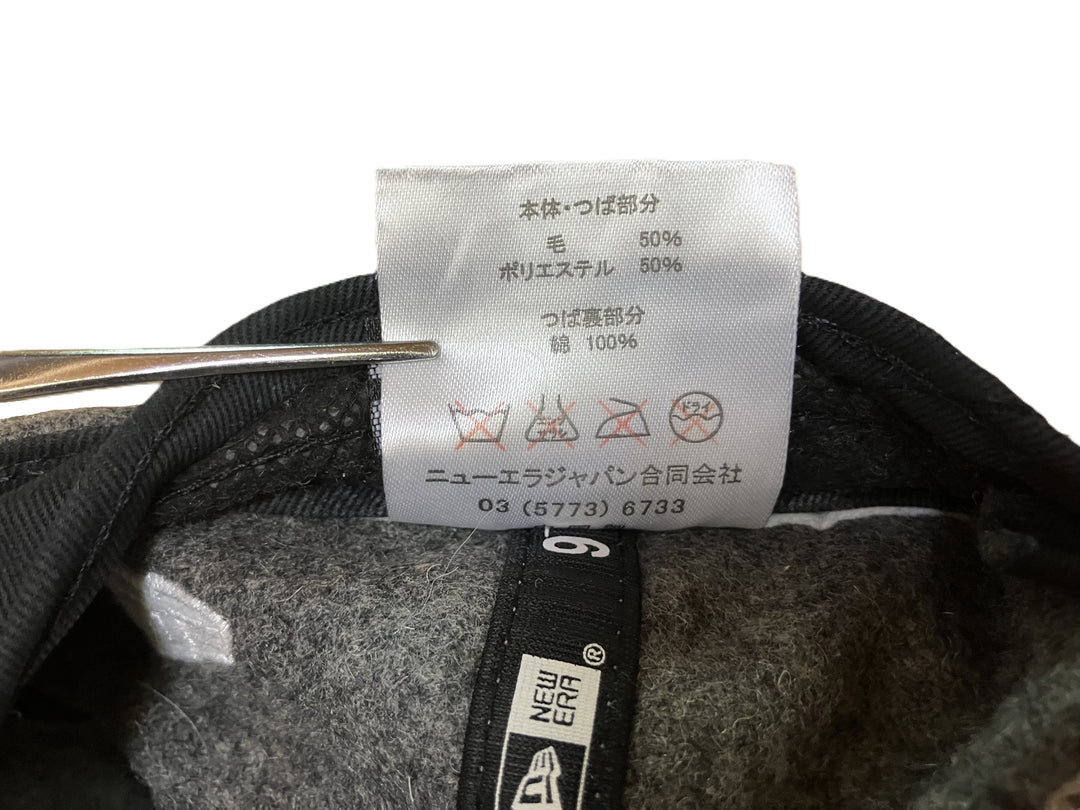 本体・つば部分
毛 50%
ポリエステル 50%
つば裏部分
綿 100%
ドライ
ニューエラジャパン合同会社
03 (5773) 6733
9
NEW ERA
®